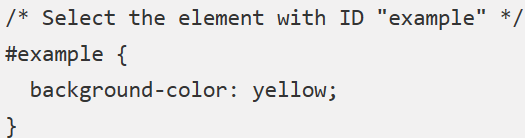 /* Select the element with ID "example" */
#example {
  background-color: yellow;
}